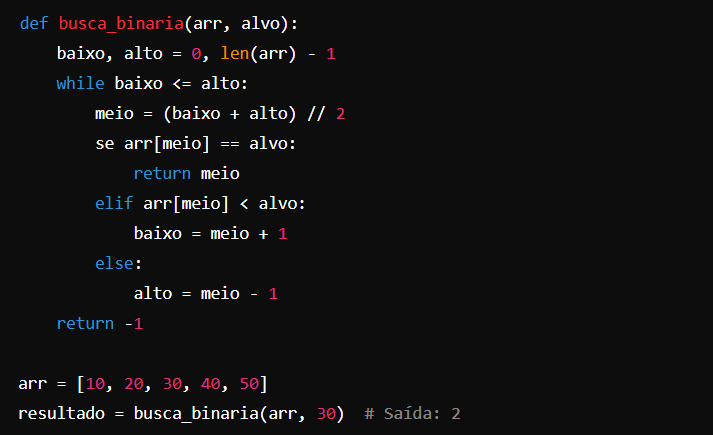 def busca_binaria(arr, alvo):
    baixo, alto = 0, len(arr) - 1
    while baixo <= alto:
        meio = (baixo + alto) // 2
        se arr[meio] == alvo:
            return meio
        elif arr[meio] < alvo:
            baixo = meio + 1
        else:
            alto = meio - 1
    return -1
arr = [10, 20, 30, 40, 50]
resultado = busca_binaria(arr, 30)  # Saída: 2